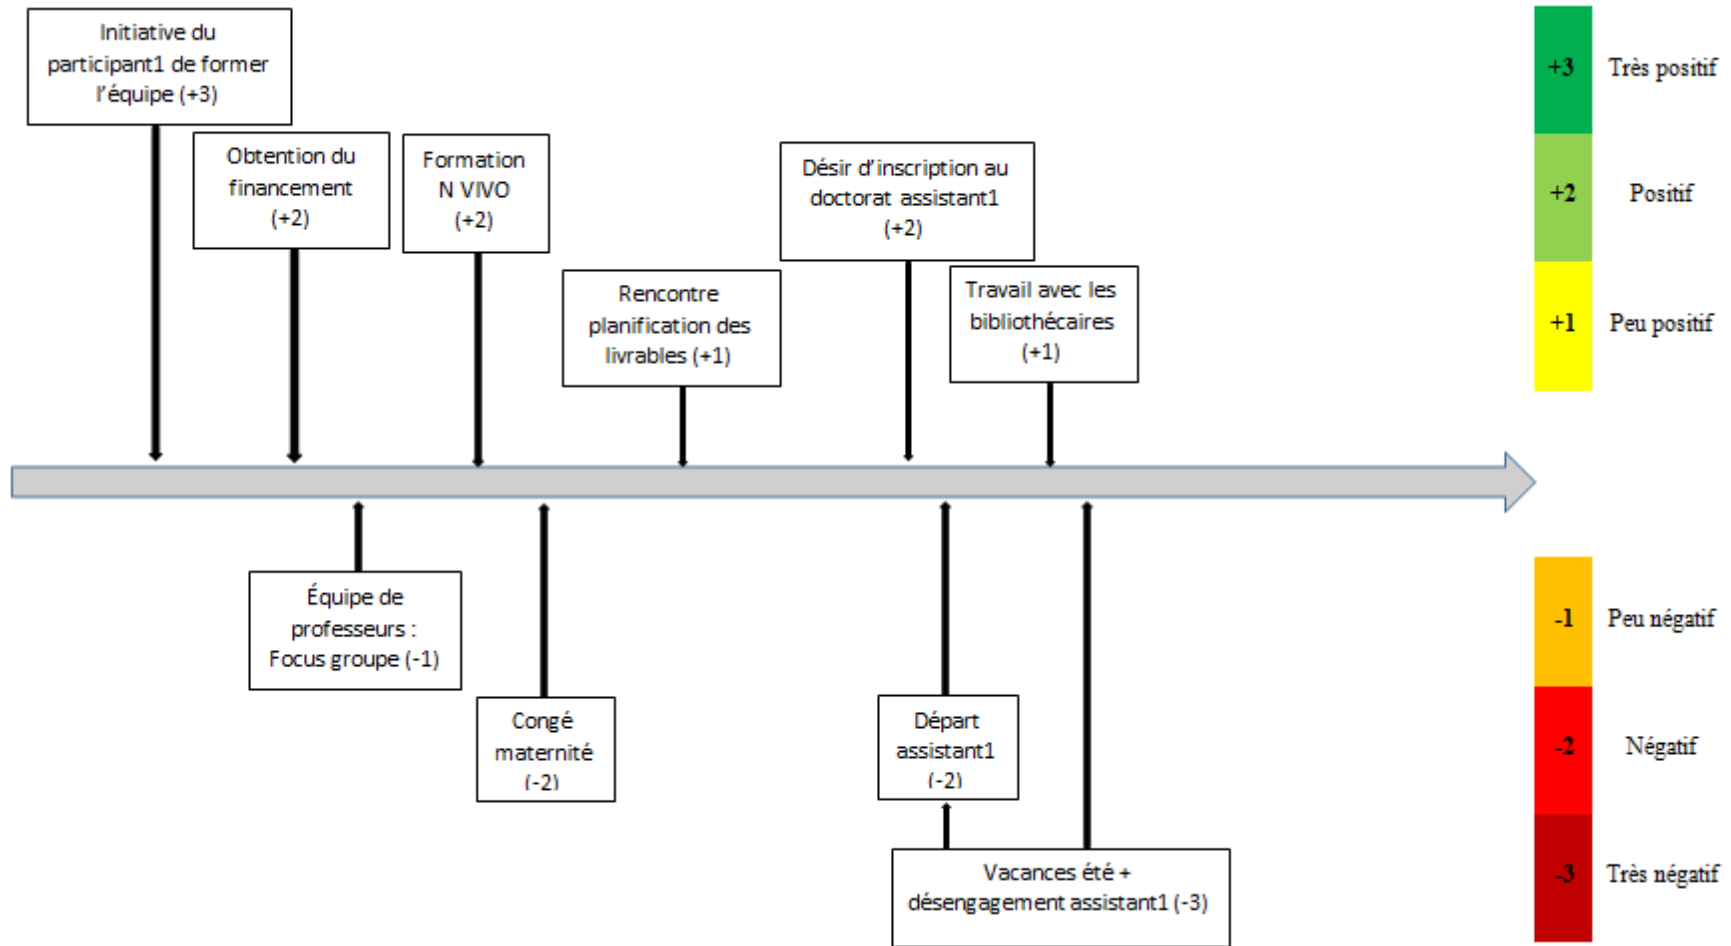 Initiative du
participant1 de former
l'équipe (+3)
Obtention du
financement
(+2)
Formation
N VIVO
(+2)
Rencontre
planification des
livrables (+1)
Désir d'inscription au
doctorat assistant1
(+2)
Travail avec les
bibliothécaires
(+1)
Équipe de
professeurs :
Focus groupe (-1)
Congé
maternité
(-2)
Départ
assistant1
(-2)
Vacances été +
désengagement assistant1 (-3)
+3 Très positif
+2 Positif
+1 Peu positif
-1 Peu négatif
-2 Négatif
-3 Très négatif